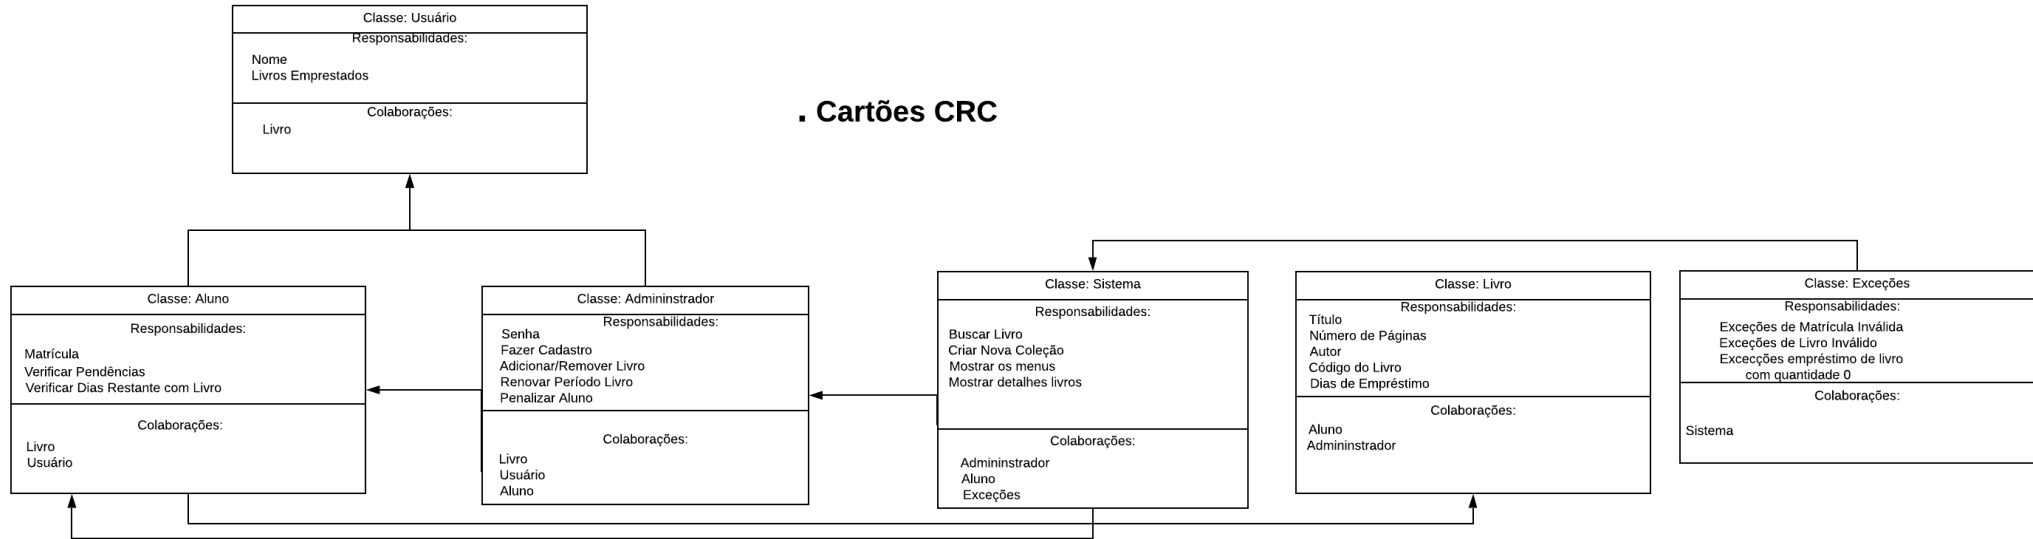 Classe: Usuário
Responsabilidades:
Nome
Livros Emprestados
Colaborações:
Livro
. Cartões CRC
Classe: Aluno
Responsabilidades:
Matrícula
Verificar Pendências
Verificar Dias Restante com Livro
Colaborações:
Livro
Usuário
Classe: Admininstrador
Responsabilidades:
Senha
Fazer Cadastro
Adicionar/Remover Livro
Renovar Período Livro
Penalizar Aluno
Colaborações:
Livro
Usuário
Aluno
Classe: Sistema
Responsabilidades:
Buscar Livro
Criar Nova Coleção
Mostrar os menus
Mostrar detalhes livros
Colaborações:
Admininstrador
Aluno
Exceções
Classe: Livro
Responsabilidades:
Título
Número de Páginas
Autor
Código do Livro
Dias de Empréstimo
Colaborações:
Aluno
Admininstrador
Classe: Exceções
Responsabilidades:
Exceções de Matrícula Inválida
Exceções de Livro Inválido
Excecções empréstimo de livro
com quantidade 0
Colaborações:
Sistema